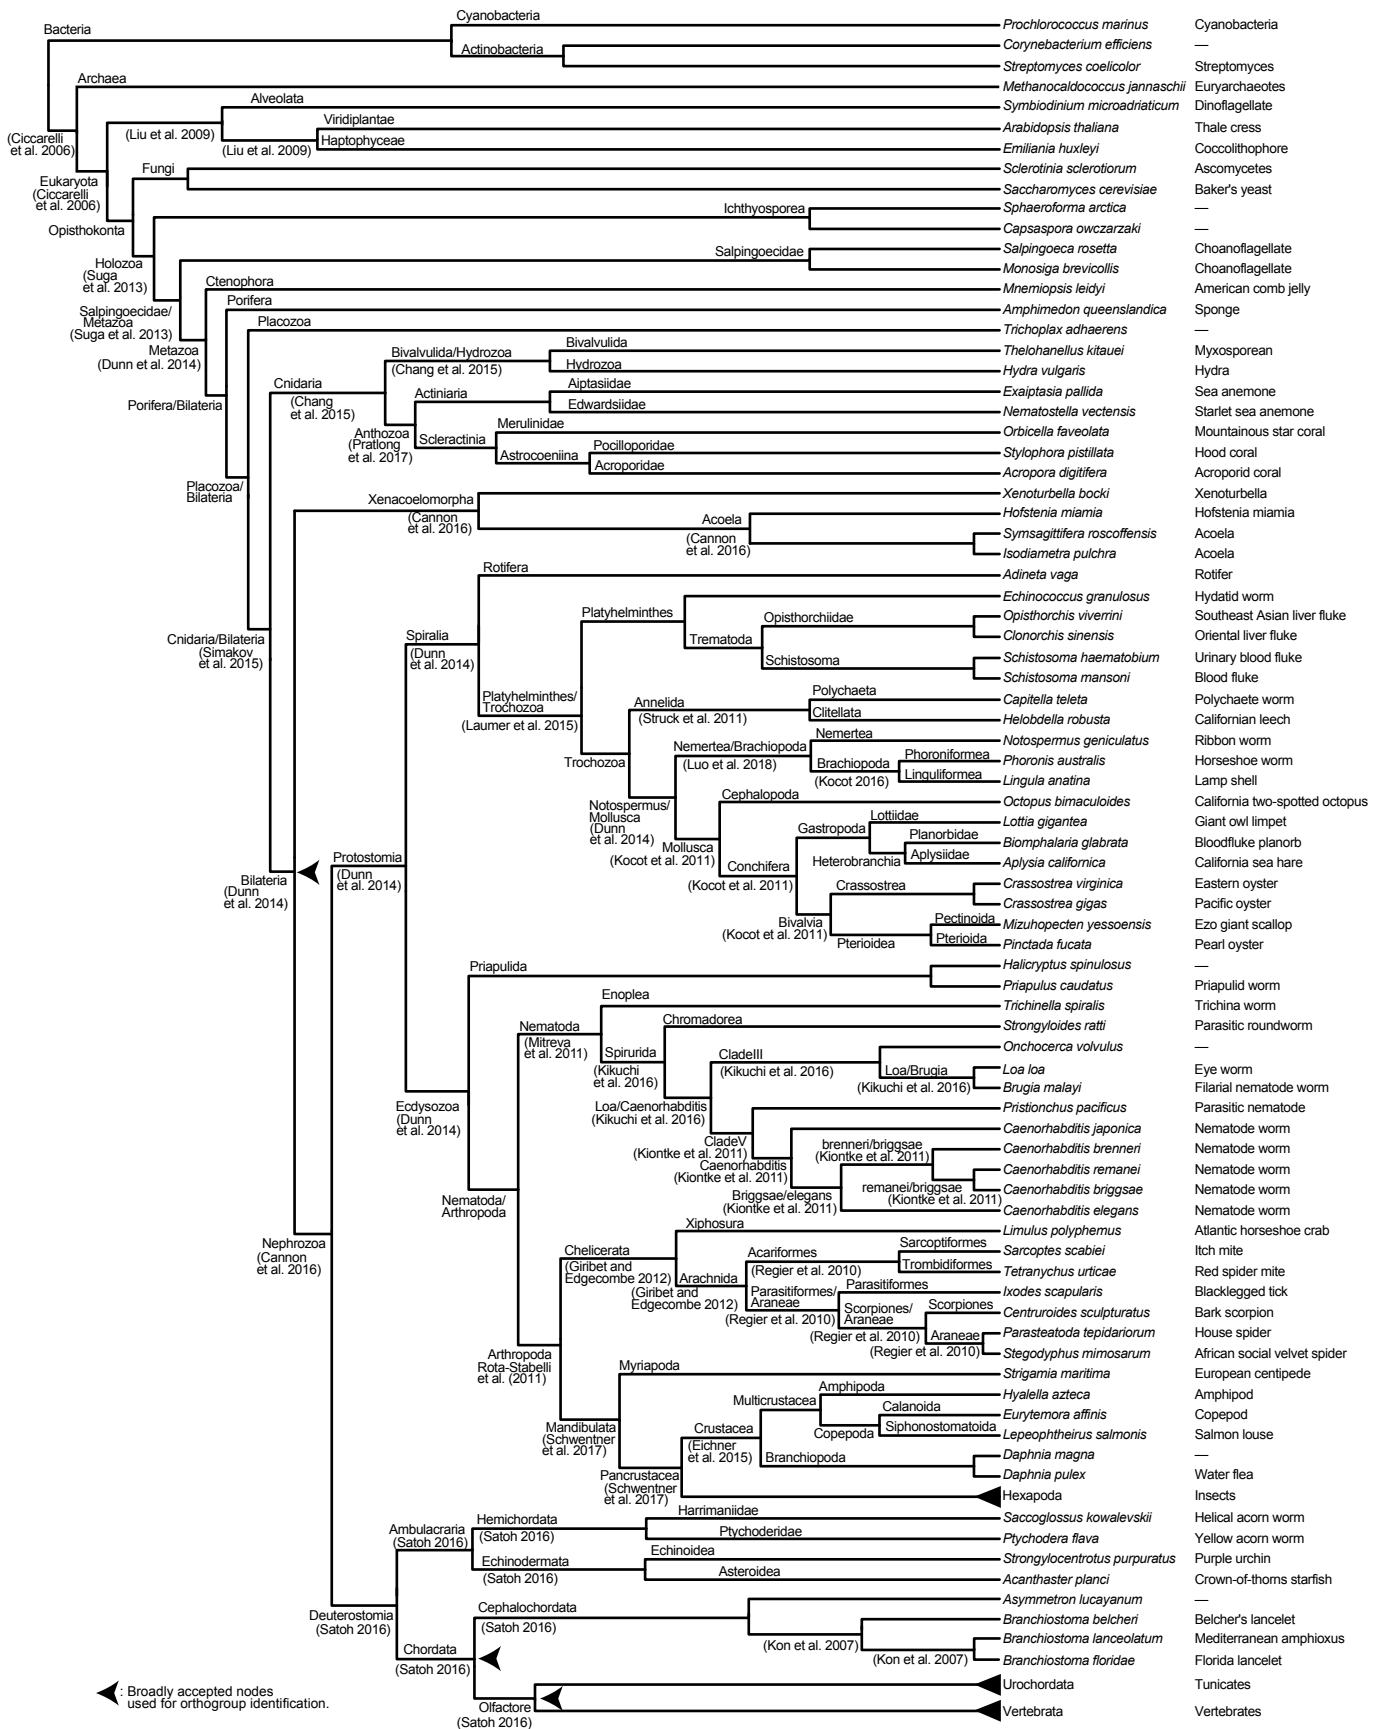 Bacteria
Cyanobacteria
Prochlorococcus marinus Cyanobacteria
Actinobacteria
Corynebacterium efficiens —
Streptomyces coelicolor Streptomyces
Archaea
Methanocaldococcus jannaschii Euryarchaeotes
(Ciccarelli
et al. 2006)
Alveolata
Symbiodinium microadriaticum Dinoflagellate
(Liu et al. 2009)
Viridiplantae
Arabidopsis thaliana Thale cress
(Liu et al. 2009)
Haptophyceae
Emiliania huxleyi Coccolithophore
Eukaryota
(Ciccarelli
et al. 2006)
Fungi
Sclerotinia sclerotiorum Ascomycetes
Saccharomyces cerevisiae Baker's yeast
Opisthokonta
Ichthyosporea
Sphaeroforma arctica —
Capsaspora owczarzaki —
Holozoa
(Suga
et al. 2013)
Salpingoecidae
Salpingoeca rosetta Choanoflagellate
Monosiga brevicollis Choanoflagellate
Salpingoecidae/
Metazoa
(Suga et al. 2013)
Ctenophora
Mnemiopsis leidyi American comb jelly
Metazoa
(Dunn et al. 2014)
Porifera
Amphimedon queenslandica Sponge
Porifera/Bilateria
Placozoa
Trichoplax adhaerens —
Placozoa/
Bilateria
Cnidaria
(Chang
et al. 2015)
Bivalvulida/Hydrozoa
(Chang et al. 2015)
Bivalvulida
Thelohanellus kitauei Myxosporean
Hydrozoa
Hydra vulgaris Hydra
Anthozoa
(Pratlong
et al. 2017)
Actiniaria
Aiptasiidae
Exaiptasia pallida Sea anemone
Edwardsiidae
Nematostella vectensis Starlet sea anemone
Scleractinia
Merulinidae
Orbicella faveolata Mountainous star coral
Astrocoeniina
Pocilloporidae
Stylophora pistillata Hood coral
Acroporidae
Acropora digitifera Acroporid coral
Cnidaria/Bilateria
(Simakov
et al. 2015)
Xenacoelomorpha
(Cannon
et al. 2016)
Xenoturbella bocki Xenoturbella
Acoela
(Cannon
et al. 2016)
Hofstenia miamia Hofstenia miamia
Symsagittifera roscoffensis Acoela
Isodiametra pulchra Acoela
Bilateria
(Dunn
et al. 2014)
Protostomia
(Dunn
et al. 2014)
Spiralia
(Dunn
et al. 2014)
Rotifera
Adineta vaga Rotifer
Platyhelminthes/
Trochozoa
(Laumer et al. 2015)
Platyhelminthes
Echinococcus granulosus Hydatid worm
Trematoda
Opisthorchiidae
Opisthorchis viverrini Southeast Asian liver fluke
Clonorchis sinensis Oriental liver fluke
Schistosoma
Schistosoma haematobium Urinary blood fluke
Schistosoma mansoni Blood fluke
Trochozoa
Annelida
(Struck et al. 2011)
Polychaeta
Capitella teleta Polychaete worm
Clitellata
Helobdella robusta Californian leech
Notospermus/
Mollusca
(Dunn
et al. 2014)
Nemertea/Brachiopoda
(Luo et al. 2018)
Nemertea
Notospermus geniculatus Ribbon worm
Brachiopoda
(Kocot 2016)
Phoroniformea
Phoronis australis Horseshoe worm
Linguliformea
Lingula anatina Lamp shell
Mollusca
(Kocot et al. 2011)
Cephalopoda
Octopus bimaculoides California two-spotted octopus
Conchifera
(Kocot et al. 2011)
Gastropoda
Lottiidae
Lottia gigantea Giant owl limpet
Heterobranchia
Planorbidae
Biomphalaria glabrata Bloodfluke planorb
Aplysiidae
Aplysia californica California sea hare
Bivalvia
(Kocot et al. 2011)
Crassostrea
Crassostrea virginica Eastern oyster
Crassostrea gigas Pacific oyster
Pterioidea
Pectinoida
Mizuhopecten yessoensis Ezo giant scallop
Pterioida
Pinctada fucata Pearl oyster
Ecdysozoa
(Dunn
et al. 2014)
Priapulida
Halicryptus spinulosus —
Priapulus caudatus Priapulid worm
Nematoda/
Arthropoda
Nematoda
(Mitreva
et al. 2011)
Enoplea
Trichinella spiralis Trichina worm
Spirurida
(Kikuchi
et al. 2016)
Chromadorea
Strongyloides ratti Parasitic roundworm
Loa/Caenorhabditis
(Kikuchi et al. 2016)
CladeIII
(Kikuchi et al. 2016)
Onchocerca volvulus —
Loa/Brugia
(Kikuchi et al. 2016)
Loa loa Eye worm
Brugia malayi Filarial nematode worm
CladeV
(Kiontke et al. 2011)
Pristionchus pacificus Parasitic nematode
Caenorhabditis
(Kiontke et al. 2011)
Caenorhabditis japonica Nematode worm
Briggsae/elegans
(Kiontke et al. 2011)
brenneri/briggsae
(Kiontke et al. 2011)
Caenorhabditis brenneri Nematode worm
remanei/briggsae
(Kiontke et al. 2011)
Caenorhabditis remanei Nematode worm
Caenorhabditis briggsae Nematode worm
Caenorhabditis elegans Nematode worm
Arthropoda
Rota-Stabelli
et al. (2011)
Chelicerata
(Giribet and
Edgecombe 2012)
Xiphosura
Limulus polyphemus Atlantic horseshoe crab
Arachnida
(Giribet and
Edgecombe 2012)
Acariformes
(Regier et al. 2010)
Sarcoptiformes
Sarcoptes scabiei Itch mite
Trombidiformes
Tetranychus urticae Red spider mite
Parasitiformes/
Araneae
(Regier et al. 2010)
Parasitiformes
Ixodes scapularis Blacklegged tick
Scorpiones/
Araneae
(Regier et al. 2010)
Scorpiones
Centruroides sculpturatus Bark scorpion
Araneae
(Regier et al. 2010)
Parasteatoda tepidariorum House spider
Stegodyphus mimosarum African social velvet spider
Mandibulata
(Schwentner
et al. 2017)
Myriapoda
Strigamia maritima European centipede
Pancrustacea
(Schwentner
et al. 2017)
Crustacea
(Eichner
et al. 2015)
Multicrustacea
Amphipoda
Hyalella azteca Amphipod
Copepoda
Calanoida
Eurytemora affinis Copepod
Siphonostomatoida
Lepeophtheirus salmonis Salmon louse
Branchiopoda
Daphnia magna —
Daphnia pulex Water flea
Hexapoda Insects
Nephrozoa
(Cannon
et al. 2016)
Deuterostomia
(Satoh 2016)
Ambulacraria
(Satoh 2016)
Hemichordata
(Satoh 2016)
Harrimaniidae
Saccoglossus kowalevskii Helical acorn worm
Ptychoderidae
Ptychodera flava Yellow acorn worm
Echinodermata
(Satoh 2016)
Echinoidea
Strongylocentrotus purpuratus Purple urchin
Asteroidea
Acanthaster planci Crown-of-thorns starfish
Chordata
(Satoh 2016)
Cephalochordata
(Satoh 2016)
Asymmetron lucayanum —
(Kon et al. 2007)
Branchiostoma belcheri Belcher's lancelet
(Kon et al. 2007)
Branchiostoma lanceolatum Mediterranean amphioxus
Branchiostoma floridae Florida lancelet
Olfactore
(Satoh 2016)
Urochordata Tunicates
Vertebrata Vertebrates
: Broadly accepted nodes
used for orthogroup identification.